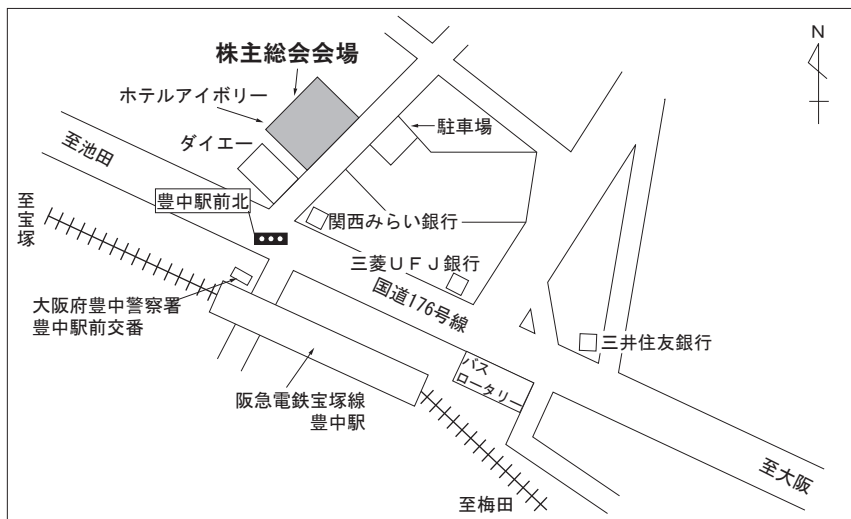 株主総会会場
N
ホテルアイボリー
駐車場
ダイエー
至池田
豊中駅前北
至宝塚
関西みらい銀行
三菱UFJ銀行
国道176号線
大阪府豊中警察署
豊中駅前交番
三井住友銀行
バス
ロータリー
阪急電鉄宝塚線
豊中駅
至大阪
至梅田